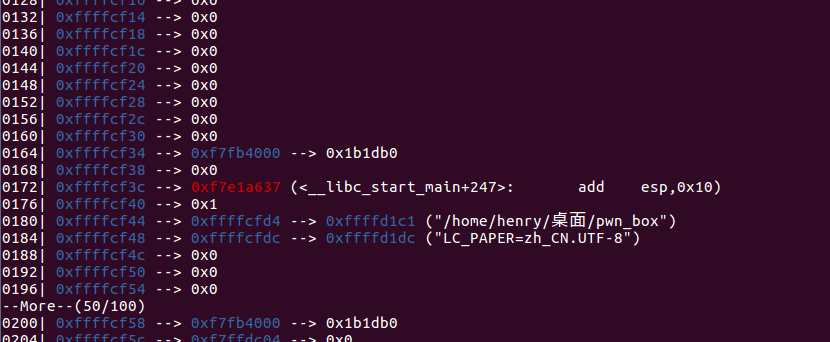 0128| 0xffffcf10 --> 0x0
0132| 0xffffcf14 --> 0x0
0136| 0xffffcf18 --> 0x0
0140| 0xffffcf1c --> 0x0
0144| 0xffffcf20 --> 0x0
0148| 0xffffcf24 --> 0x0
0152| 0xffffcf28 --> 0x0
0156| 0xffffcf2c --> 0x0
0160| 0xffffcf30 --> 0x0
0164| 0xffffcf34 --> 0xf7fb4000 --> 0x1b1db0
0168| 0xffffcf38 --> 0x0
0172| 0xffffcf3c --> 0xf7e1a637 (<__libc_start_main+247>:       add    esp,0x10)
0176| 0xffffcf40 --> 0x1
0180| 0xffffcf44 --> 0xffffcfd4 --> 0xffffd1c1 ("/home/henry/桌面/pwn_box")
0184| 0xffffcf48 --> 0xffffcfdc --> 0xffffd1dc ("LC_PAPER=zh_CN.UTF-8")
0188| 0xffffcf4c --> 0x0
0192| 0xffffcf50 --> 0x0
0196| 0xffffcf54 --> 0x0
--More--(50/100)
0200| 0xffffcf58 --> 0xf7fb4000 --> 0x1b1db0
0204| 0xffffcf5c --> 0xf7ffdc04 --> 0x0